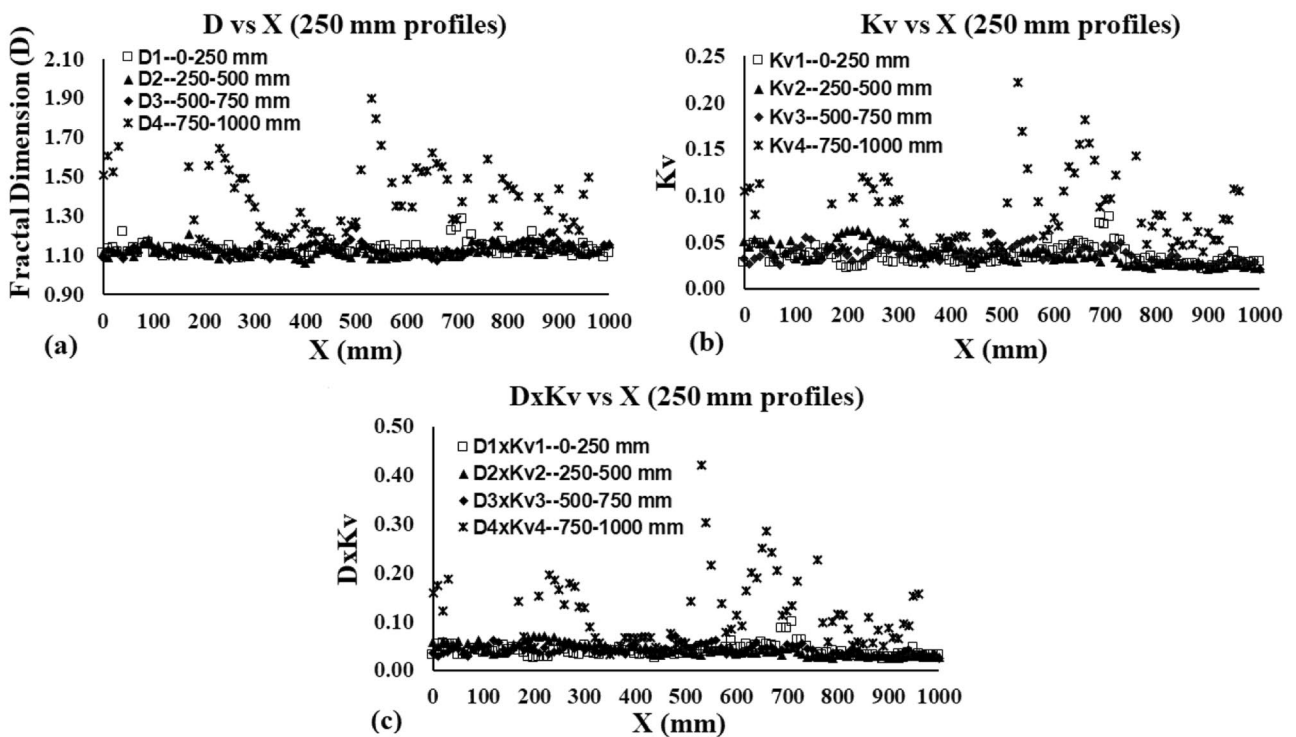 D vs X (250 mm profiles)
Fractal Dimension (D)
2.10
1.90
1.70
1.50
1.30
1.10
0.90
D1--0-250 mm
D2--250-500 mm
D3--500-750 mm
D4--750-1000 mm
0 100 200 300 400 500 600 700 800 900 1000
(a)
X (mm)
Kv vs X (250 mm profiles)
Kv
0.25
0.20
0.15
0.10
0.05
0.00
Kv1--0-250 mm
Kv2--250-500 mm
Kv3--500-750 mm
Kv4--750-1000 mm
0 100 200 300 400 500 600 700 800 900 1000
(b)
X (mm)
DxKv vs X (250 mm profiles)
DxKv
0.50
0.40
0.30
0.20
0.10
0.00
D1xKv1--0-250 mm
D2xKv2--250-500 mm
D3xKv3--500-750 mm
D4xKv4--750-1000 mm
0 100 200 300 400 500 600 700 800 900 1000
(c)
X (mm)